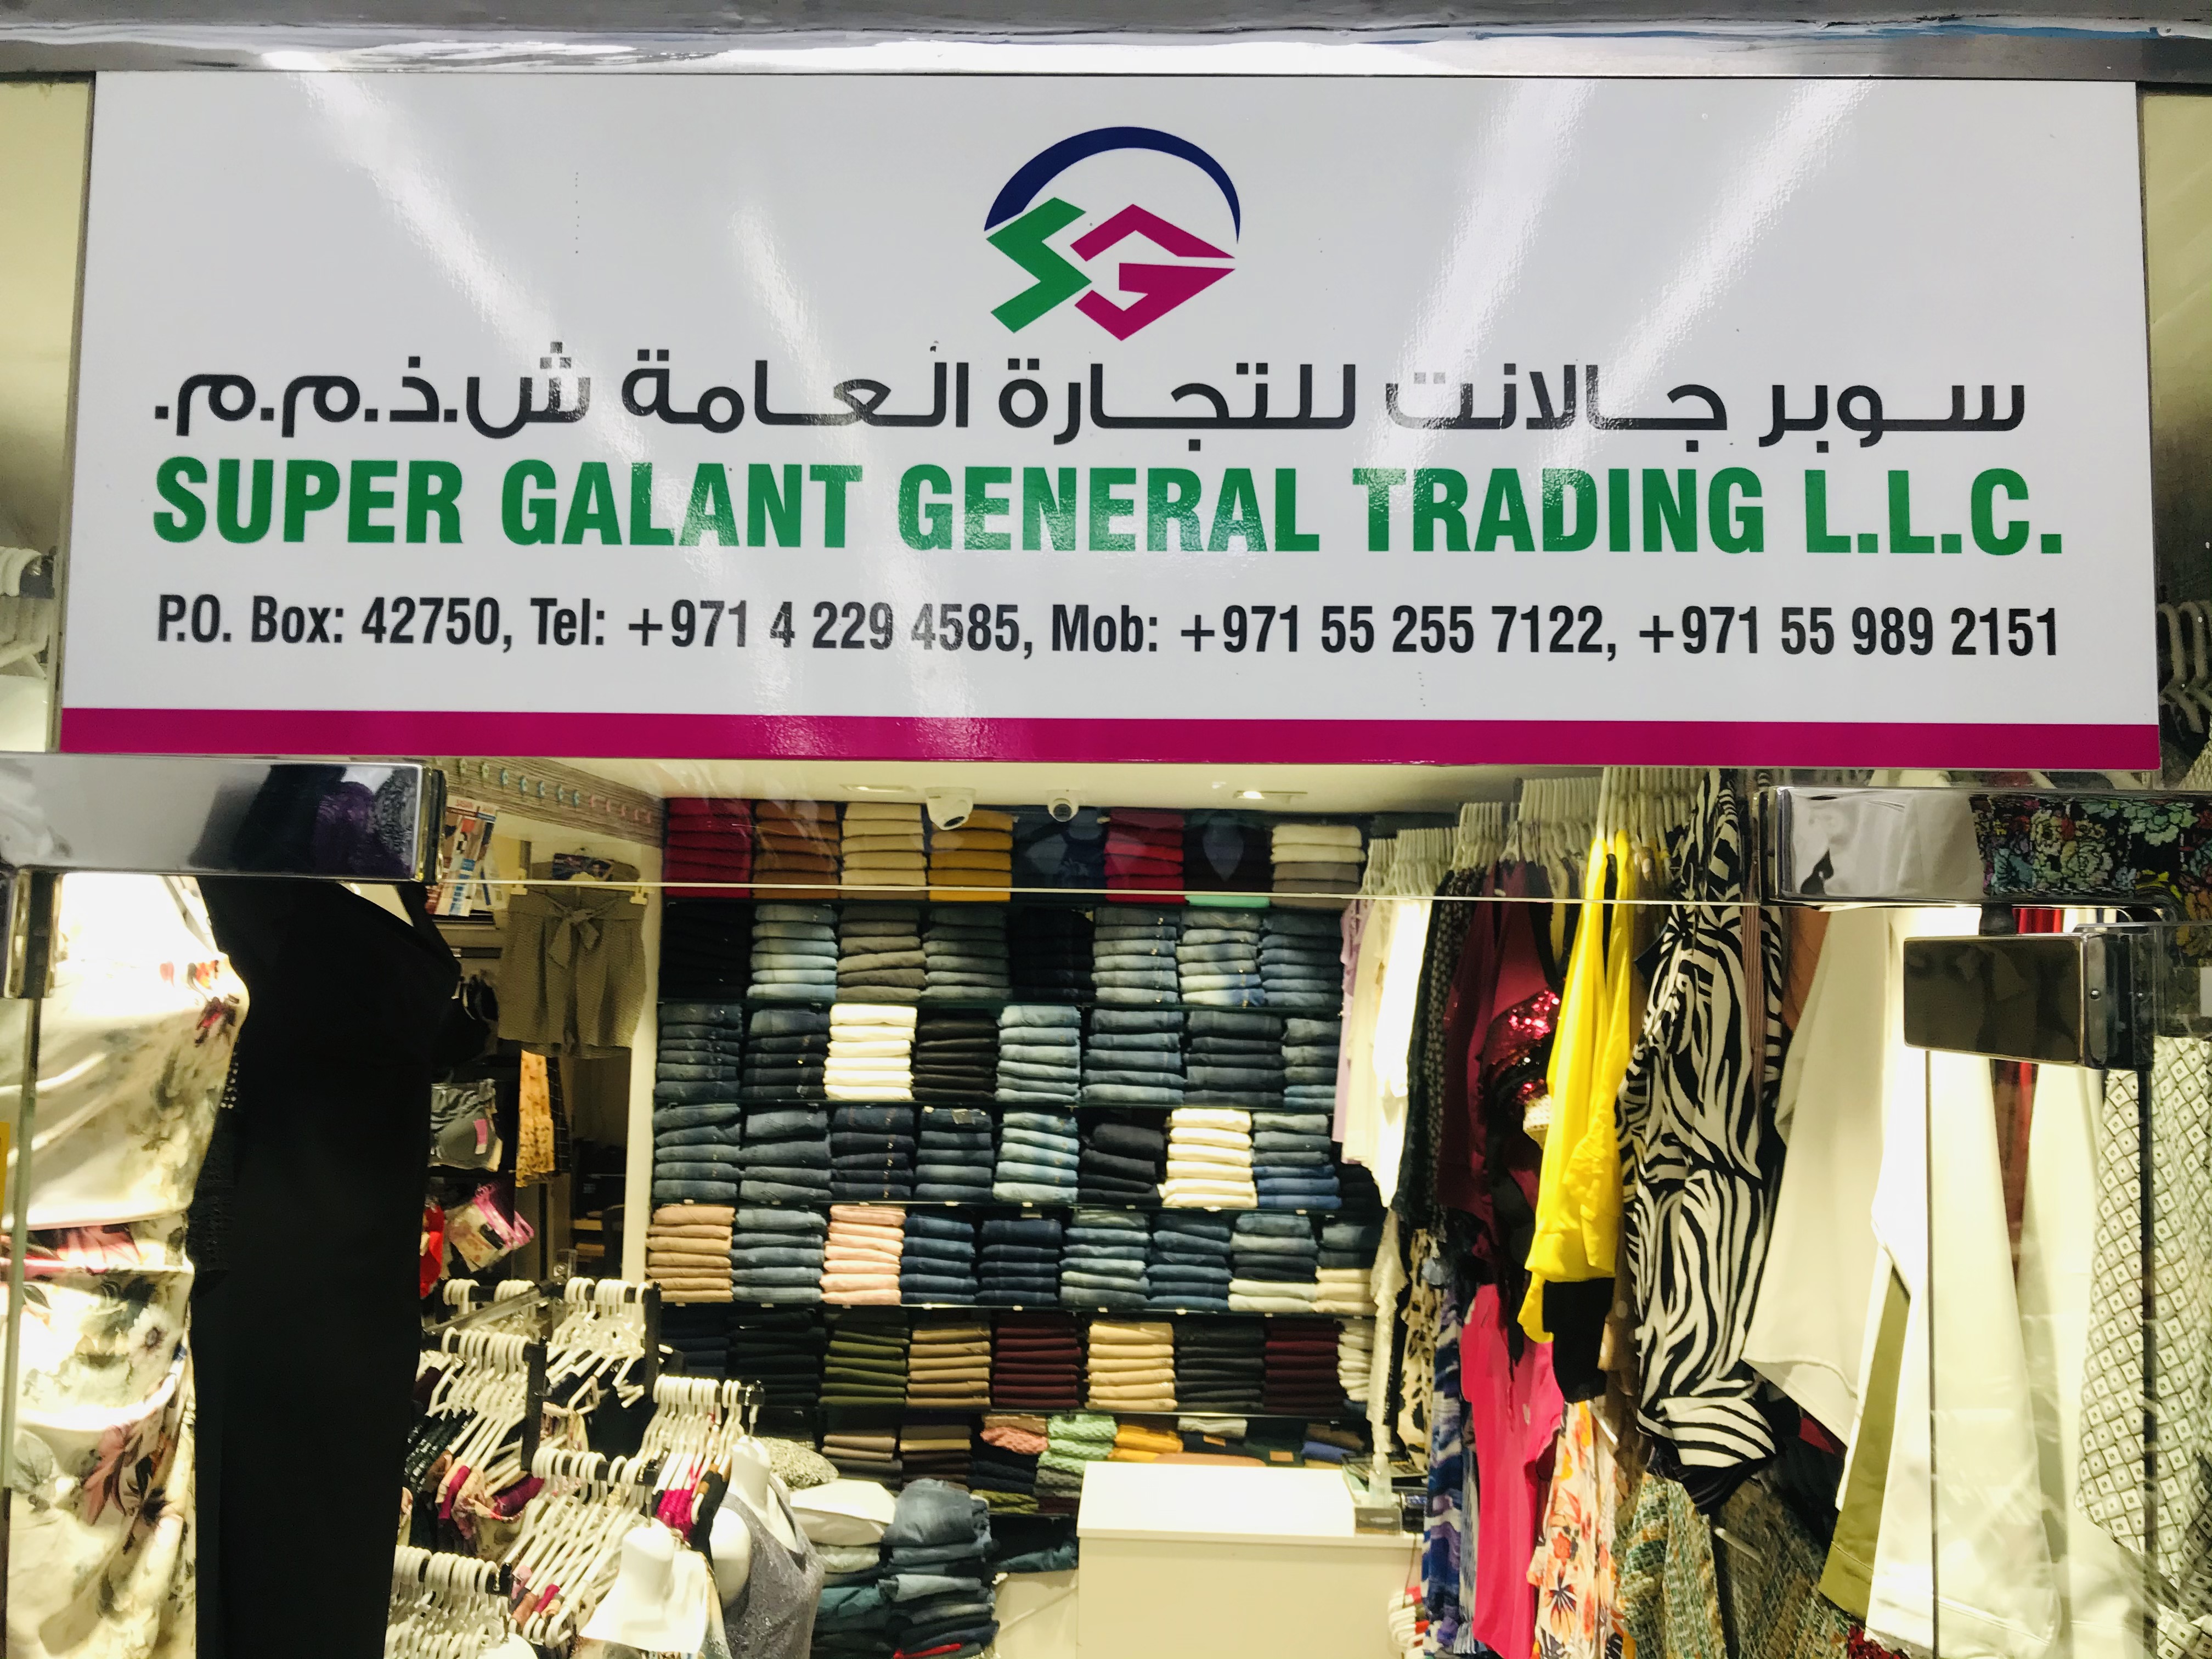 SG
سوبر جالانت للتجارة العامة ش.ذ.م.م.
SUPER GALANT GENERAL TRADING L.L.C.
P.O. Box: 42750, Tel: +971 4 229 4585, Mob: +971 55 255 7122, +971 55 989 2151